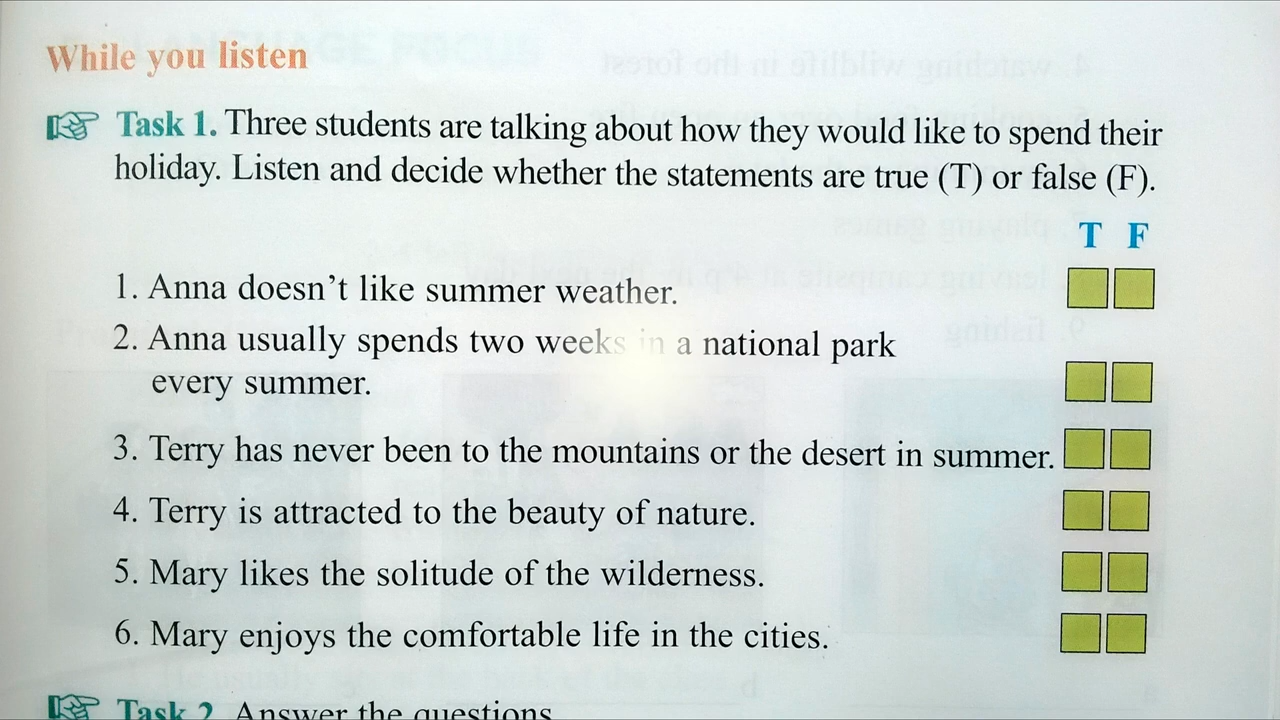 While you listen
Task 1. Three students are talking about how they would like to spend their
holiday. Listen and decide whether the statements are true (T) or false (F).
T F
1. Anna doesn't like summer weather.
2. Anna usually spends two weeks in a national park
every summer.
3. Terry has never been to the mountains or the desert in summer.
4. Terry is attracted to the beauty of nature.
5. Mary likes the solitude of the wilderness.
6. Mary enjoys the comfortable life in the cities.
Task 2. Answer the questions.